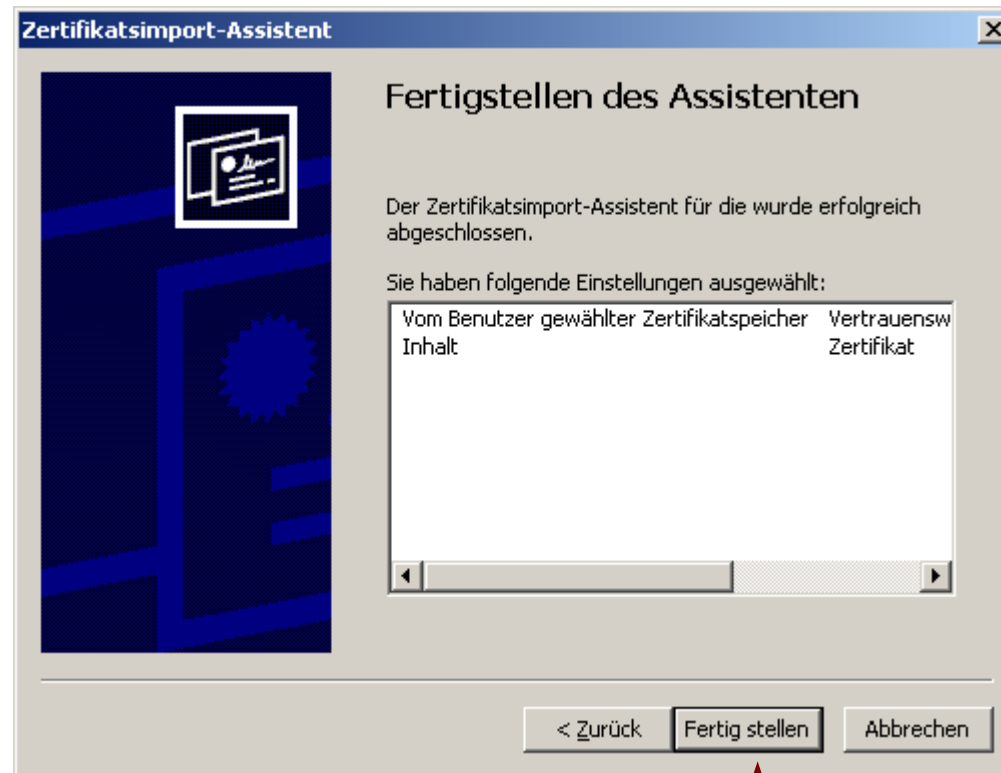 Zertifikatsimport-Assistent
Fertigstellen des Assistenten
Der Zertifikatsimport-Assistent für die wurde erfolgreich
abgeschlossen.
Sie haben folgende Einstellungen ausgewählt:
Vom Benutzer gewählter Zertifikatspeicher Vertrauensw
Inhalt Zertifikat
< Zurück Fertig stellen Abbrechen